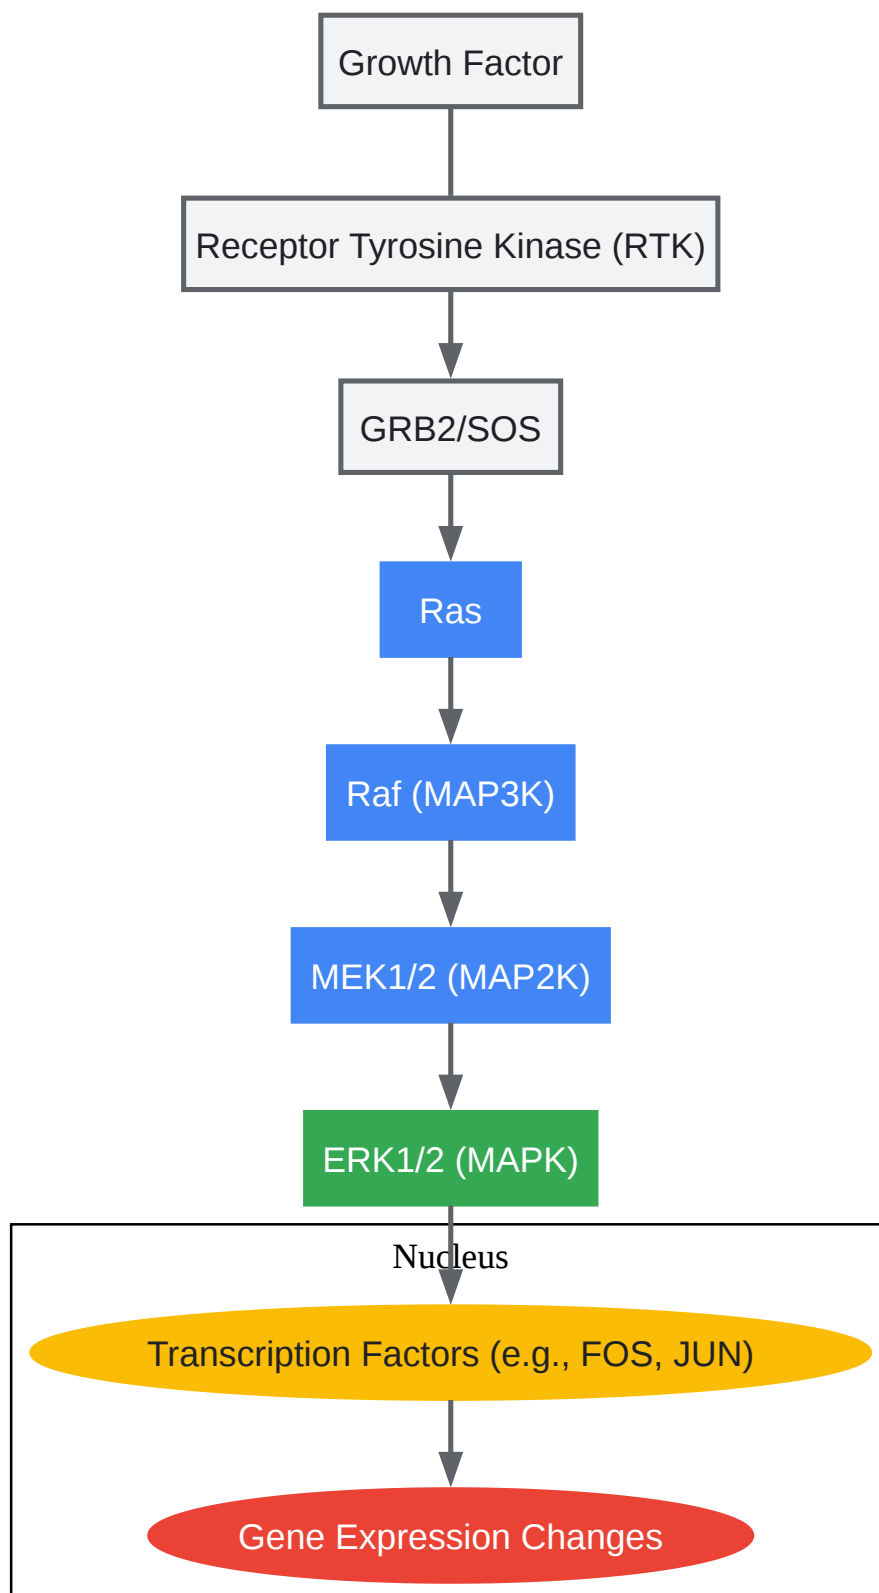 Growth Factor
Receptor Tyrosine Kinase (RTK)
GRB2/SOS
Ras
Raf (MAP3K)
MEK1/2 (MAP2K)
ERK1/2 (MAPK)
Nucleus
Transcription Factors (e.g., FOS, JUN)
Gene Expression Changes